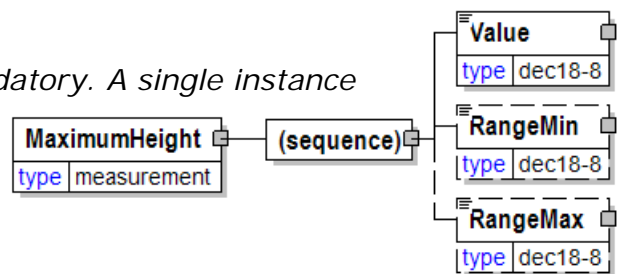 Value
type dec18-8
datory. A single instance
RangeMin
type dec18-8
MaximumHeight
type measurement
(sequence)
RangeMax
type dec18-8